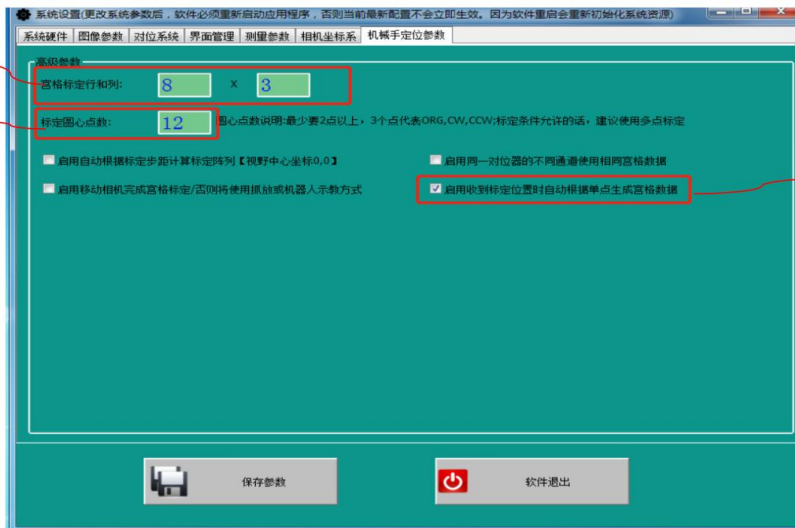 系统设置(更改系统参数后，软件必须重新启动应用程序，否则当前最新配置不会立即生效。因为软件重启会重新初始化系统资源)
系统硬件 图像参数 对位系统 界面管理 测量参数 相机坐标系 机械手定位参数
高级参数
宫格标定行和列: 8 x 3
标定圆心点数: 12 圆心点数说明:最少要2点以上，3个点代表ORG,CW,CCW;标定条件允许的话，建议使用多点标定
启用自动根据标定步距计算标定阵列【视野中心坐标0,0】 启用同一对位器的不同通道使用相同宫格数据
启用移动相机完成宫格标定/否则将使用抓放或机器人示教方式 启用收到标定位置时自动根据单点生成宫格数据
保存参数 软件退出